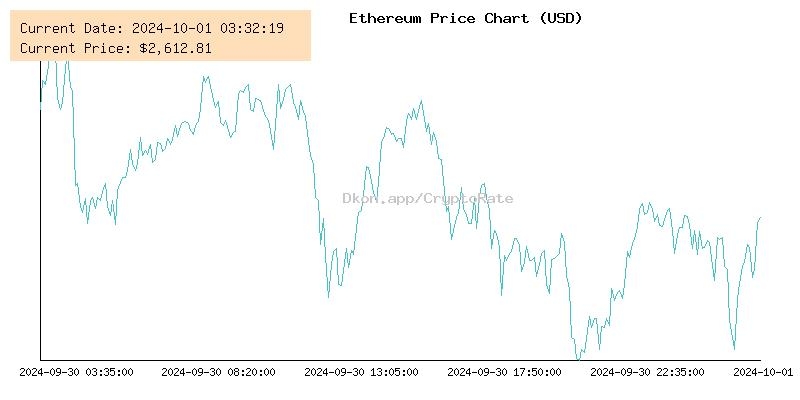 Ethereum Price Chart (USD)
Current Date: 2024-10-01 03:32:19
Current Price: $2,612.81
Dkon.app/CryptoRate
2024-09-30 03:35:00 2024-09-30 08:20:00 2024-09-30 13:05:00 2024-09-30 17:50:00 2024-09-30 22:35:00 2024-10-01